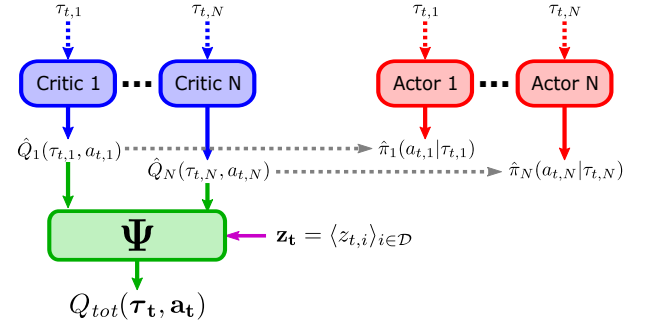 τ_{t,1} τ_{t,N} τ_{t,1} τ_{t,N}
Critic 1 ••• Critic N Actor 1 ••• Actor N
Q̂_1(τ_{t,1}, a_{t,1}) π̂_1(a_{t,1}|τ_{t,1})
Q̂_N(τ_{t,N}, a_{t,N}) π̂_N(a_{t,N}|τ_{t,N})
Ψ z_t = ⟨z_{t,i}⟩_{i∈𝒟}
Q_{tot}(τ_t, a_t)